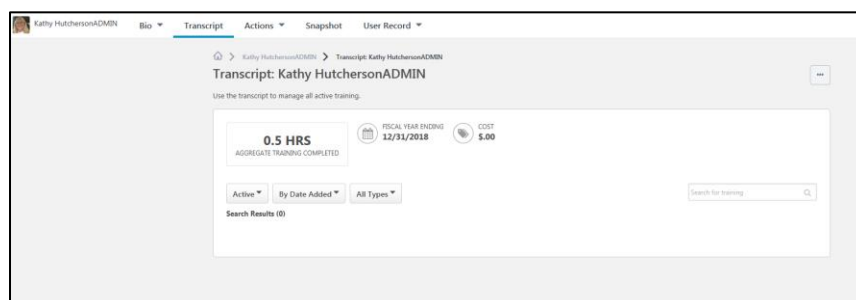 Kathy HutchersonADMIN Bio Transcript Actions Snapshot User Record
Kathy HutchersonADMIN Transcript: Kathy HutchersonADMIN
Transcript: Kathy HutchersonADMIN
Use the transcript to manage all active training.
0.5 HRS
AGGREGATE TRAINING COMPLETED
FISCAL YEAR ENDING
12/31/2018
COST
$.00
Active By Date Added All Types Search for training
Search Results (0)